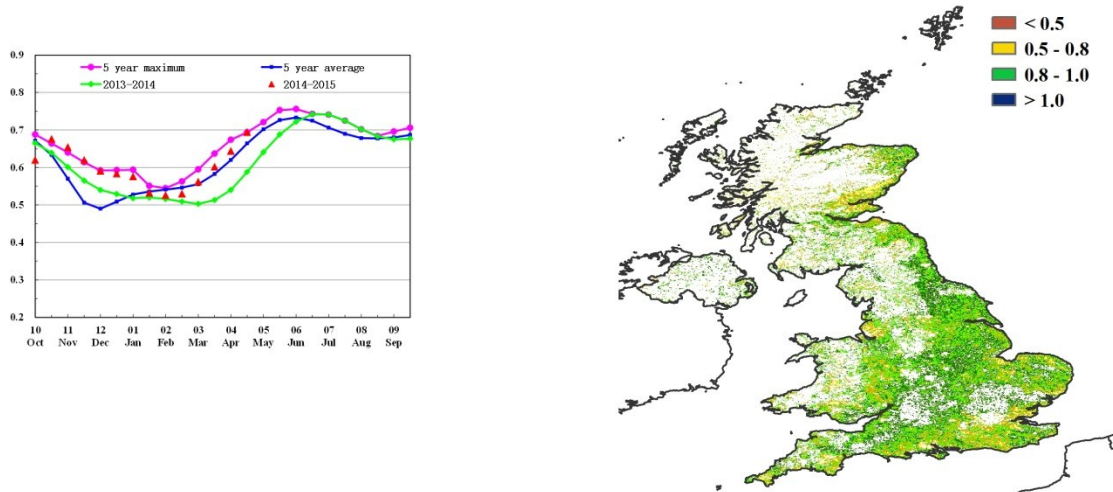 0.9
5 year maximum
5 year average
2013-2014
2014-2015
0.8
0.7
0.6
0.5
0.4
0.3
0.2
10 11 12 01 02 03 04 05 06 07 08 09
Oct Nov Dec Jan Feb Mar Apr May Jun Jul Aug Sep
< 0.5
0.5 - 0.8
0.8 - 1.0
> 1.0